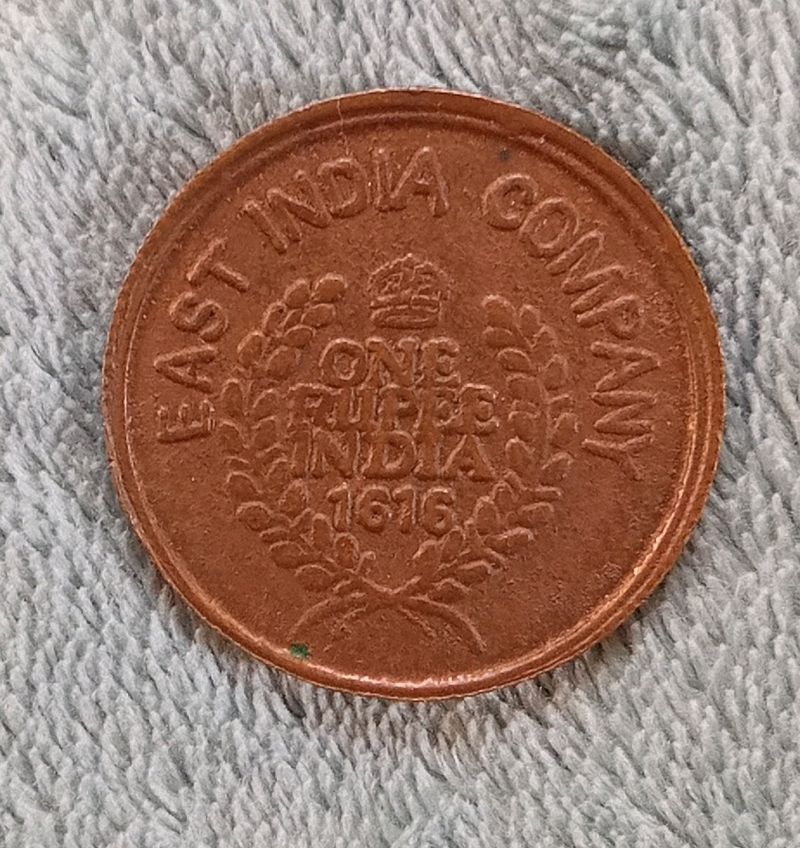 EAST INDIA COMPANY
ONE
RUPEE
INDIA
1616